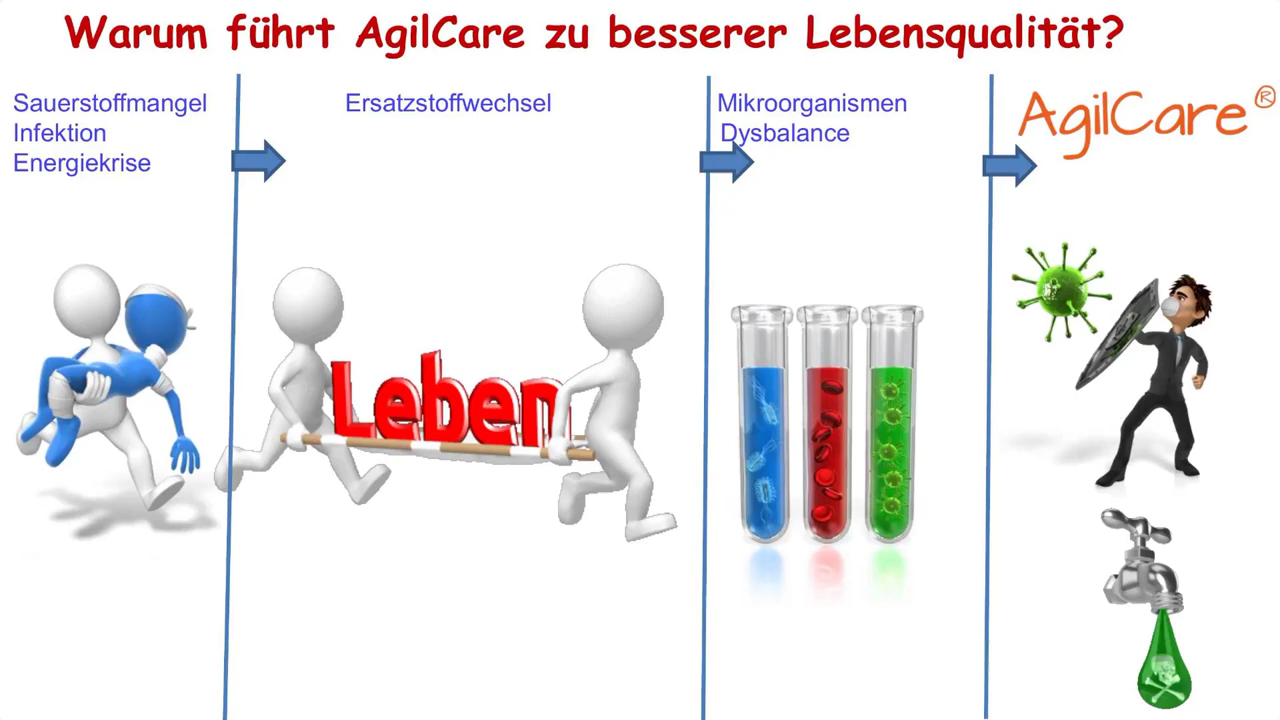 Warum führt AgilCare zu besserer Lebensqualität?
Sauerstoffmangel
Infektion
Energiekrise
Ersatzstoffwechsel
Mikroorganismen
Dysbalance
AgilCare®
Leben